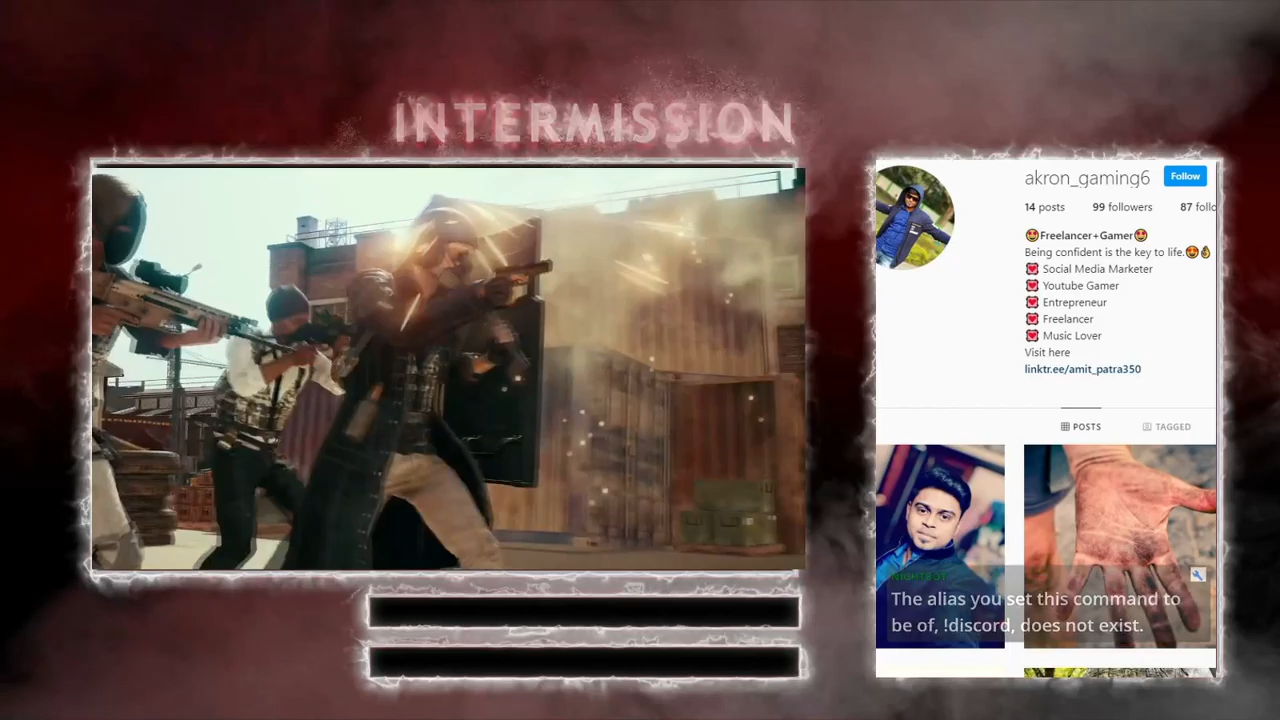 INTERMISSION
akron_gaming6
Follow
14 posts
99 followers
87 follo
🤩Freelancer+Gamer🤩
Being confident is the key to life.🤩👌
💟 Social Media Marketer
💟 Youtube Gamer
💟 Entrepreneur
💟 Freelancer
💟 Music Lover
Visit here
linktr.ee/amit_patra350
POSTS
TAGGED
NIGHTBOT
The alias you set this command to
be of, !discord, does not exist.